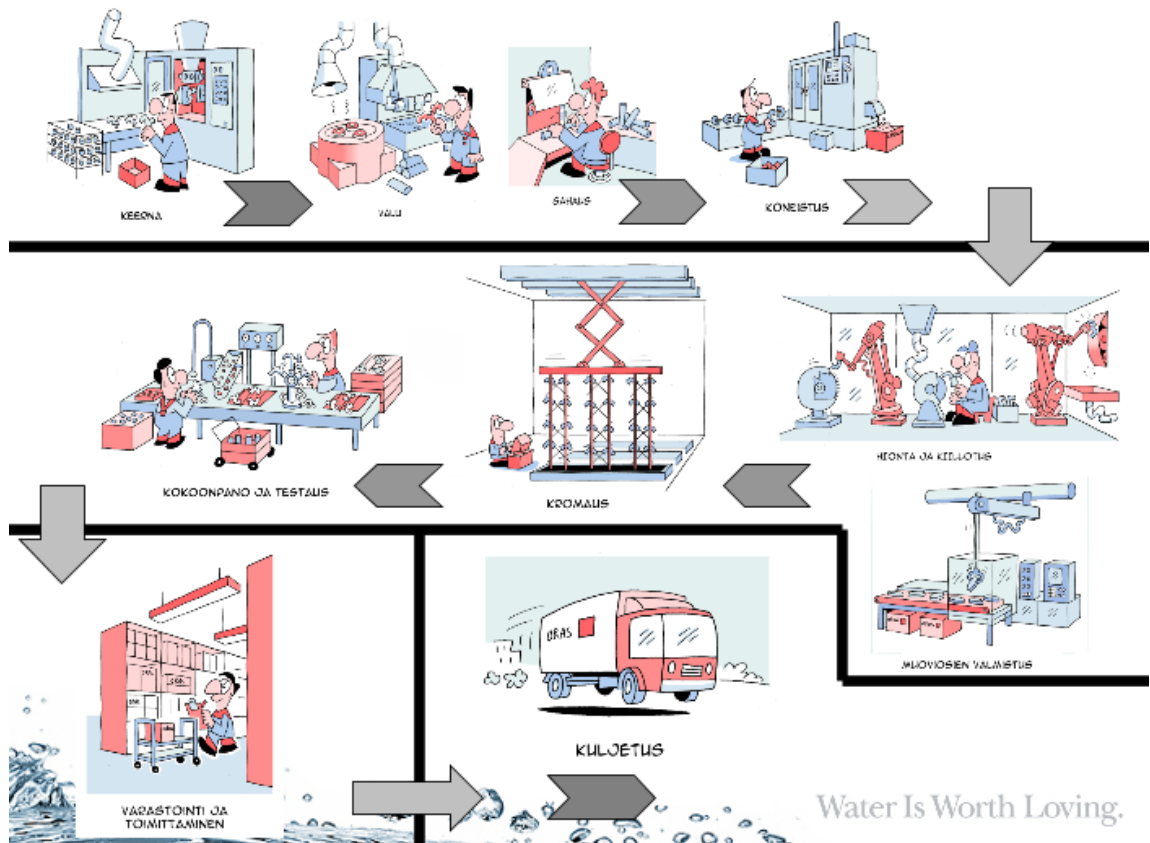 KEERNA
VALU
SAHAUS
KONEISTUS
HIONTA JA KIILLOTUS
KROMAUS
KOKOONPANO JA TESTAUS
MUOVIOSIEN VALMISTUS
ORAS
KULJETUS
VARASTOINTI JA
TOIMITTAMINEN
Water Is Worth Loving.